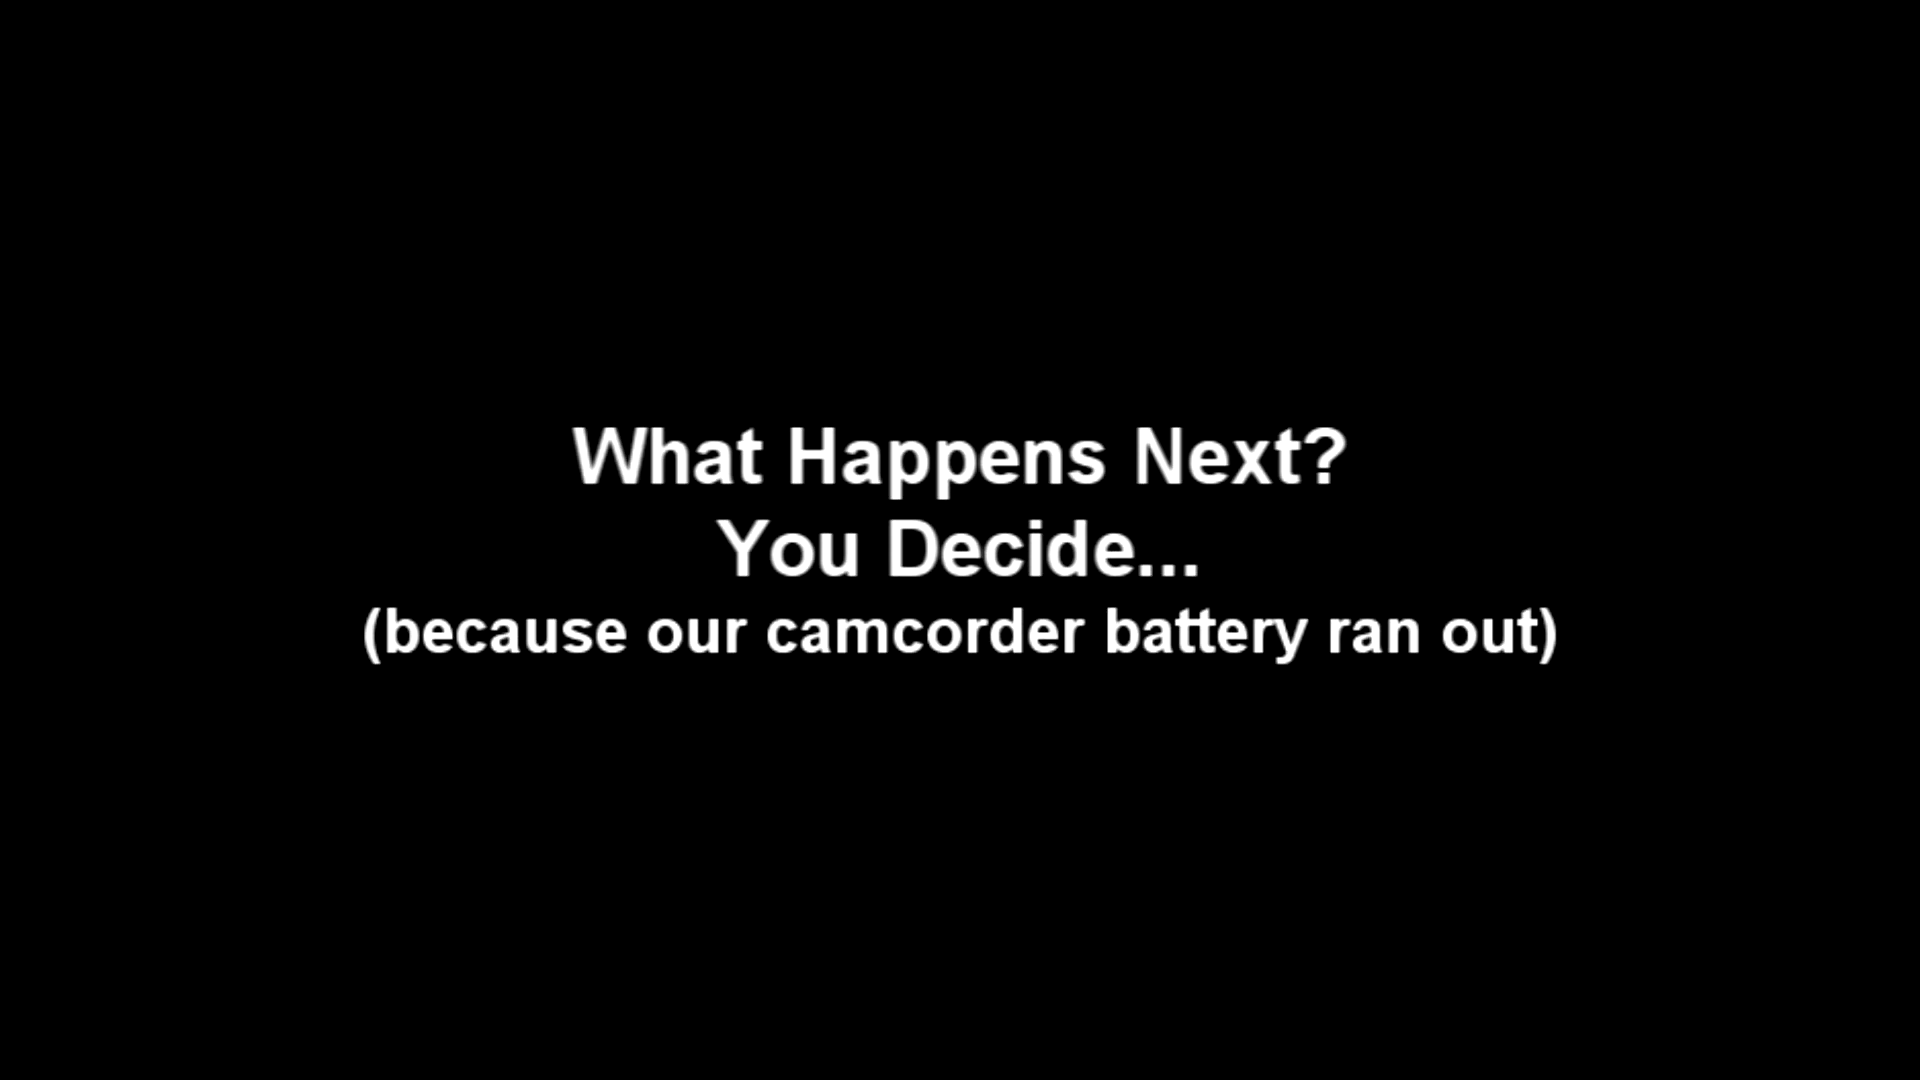 What Happens Next?
You Decide...
(because our camcorder battery ran out)